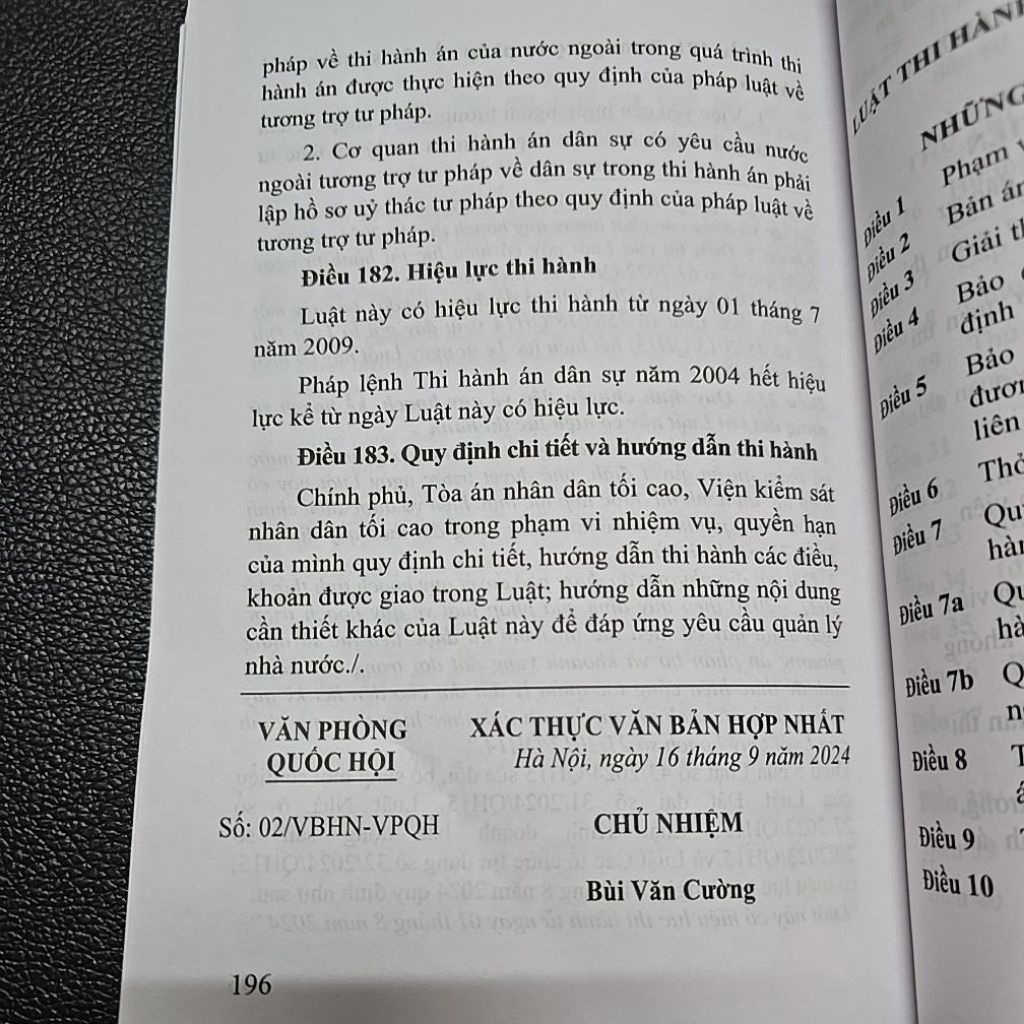 pháp về thi hành án của nước ngoài trong quá trình thi
hành án được thực hiện theo quy định của pháp luật về
tương trợ tư pháp.
2. Cơ quan thi hành án dân sự có yêu cầu nước
ngoài tương trợ tư pháp về dân sự trong thi hành án phải
lập hồ sơ uỷ thác tư pháp theo quy định của pháp luật về
tương trợ tư pháp.
Điều 182. Hiệu lực thi hành
Luật này có hiệu lực thi hành từ ngày 01 tháng 7
năm 2009.
Pháp lệnh Thi hành án dân sự năm 2004 hết hiệu
lực kể từ ngày Luật này có hiệu lực.
Điều 183. Quy định chi tiết và hướng dẫn thi hành
Chính phủ, Tòa án nhân dân tối cao, Viện kiểm sát
nhân dân tối cao trong phạm vi nhiệm vụ, quyền hạn
của mình quy định chi tiết, hướng dẫn thi hành các điều,
khoản được giao trong Luật; hướng dẫn những nội dung
cần thiết khác của Luật này để đáp ứng yêu cầu quản lý
nhà nước./.
VĂN PHÒNG
QUỐC HỘI
Số: 02/VBHN-VPQH
XÁC THỰC VĂN BẢN HỢP NHẤT
Hà Nội, ngày 16 tháng 9 năm 2024
CHỦ NHIỆM
Bùi Văn Cường
196
LUẬT THI HÀNH
NHỮNG
Điều 1 Phạm
Điều 2 Bản án
Điều 3 Giải
Điều 4 Bảo
định
Điều 5 Bảo
đươn
liên
Điều 6
Điều 7
Điều 7a
Điều 7b
Điều 8
Điều 9
Điều 10